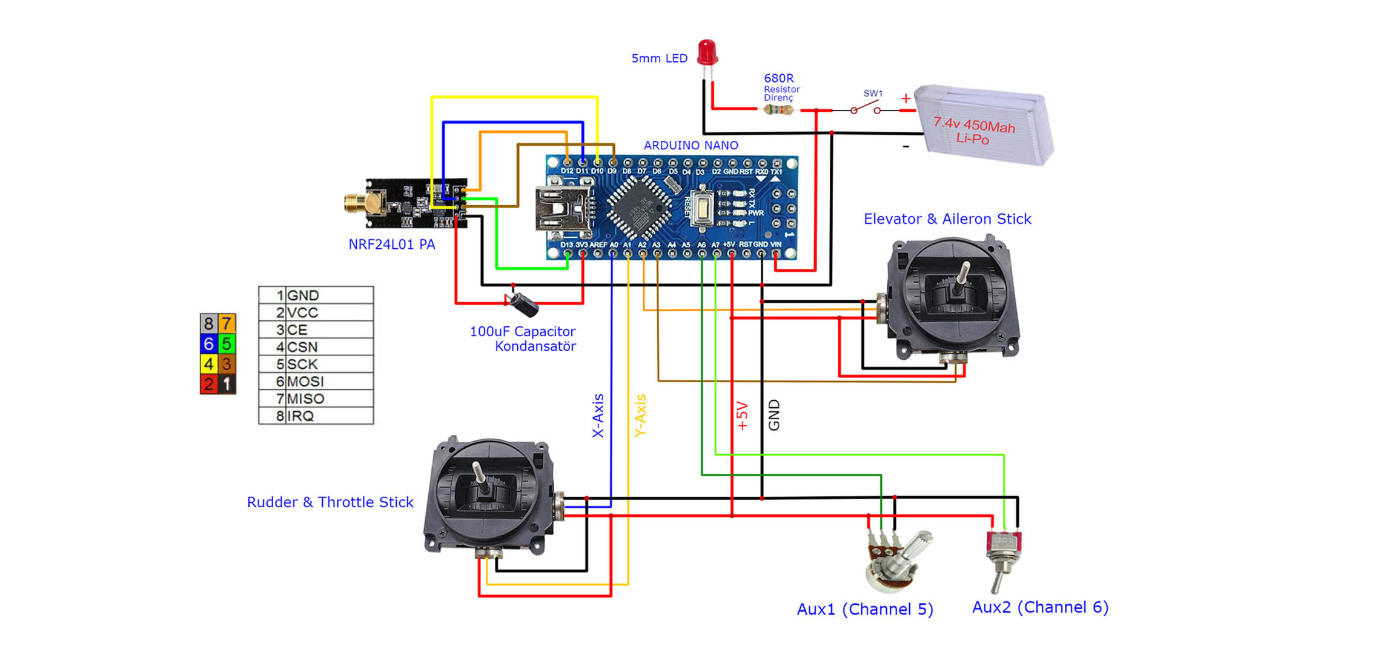 5mm LED
680R
Resistor
Direnç
SW1
+
-
7.4v 450Mah
Li-Po
ARDUINO NANO
D12 D11 D10 D9 D8 D7 D6 D5 D4 D3 D2 GND RST RX0 TX1
RESET
RX TX
PWR
L
1
D13 3V3 AREF A0 A1 A2 A3 A4 A5 A6 A7 +5V RST GND VIN
NRF24L01 PA
Elevator & Aileron Stick
100uF Capacitor
Kondansatör
8 7
6 5
4 3
2 1
1 GND
2 VCC
3 CE
4 CSN
5 SCK
6 MOSI
7 MISO
8 IRQ
X-Axis
Y-Axis
+5V
GND
Rudder & Throttle Stick
Aux1 (Channel 5)
Aux2 (Channel 6)